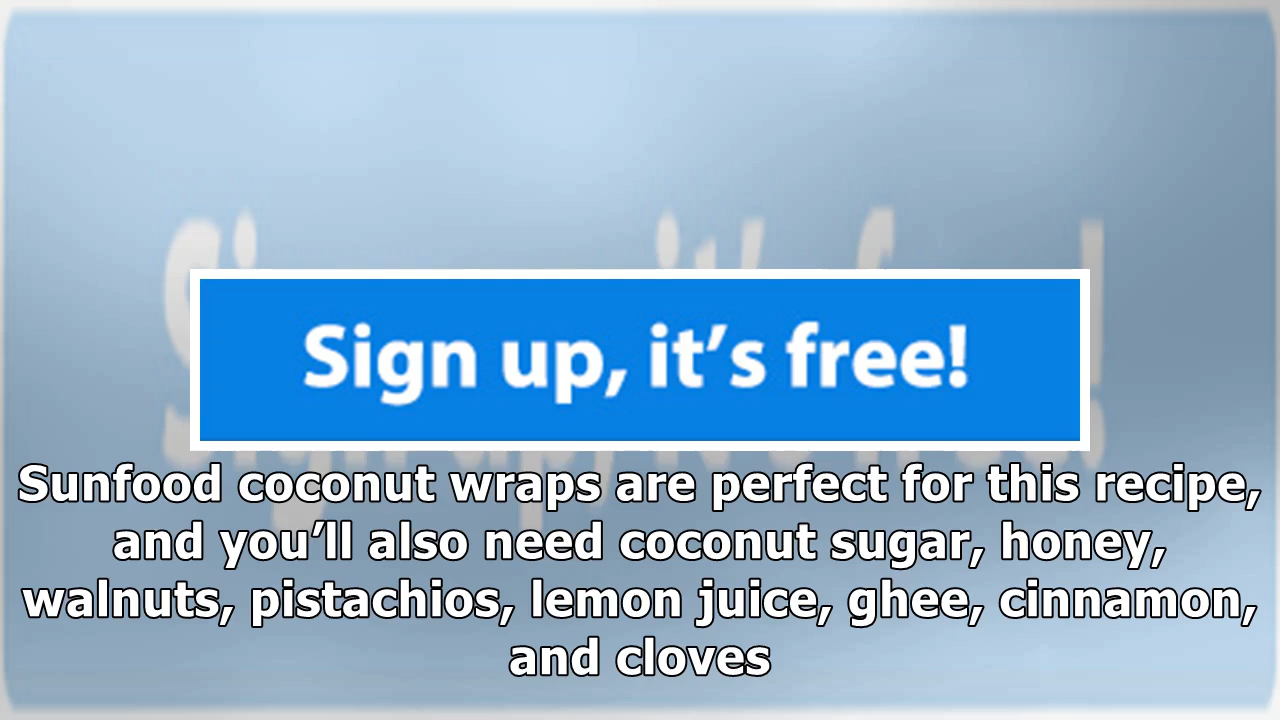 Sign up, it’s free!
Sunfood coconut wraps are perfect for this recipe,
and you’ll also need coconut sugar, honey,
walnuts, pistachios, lemon juice, ghee, cinnamon,
and cloves